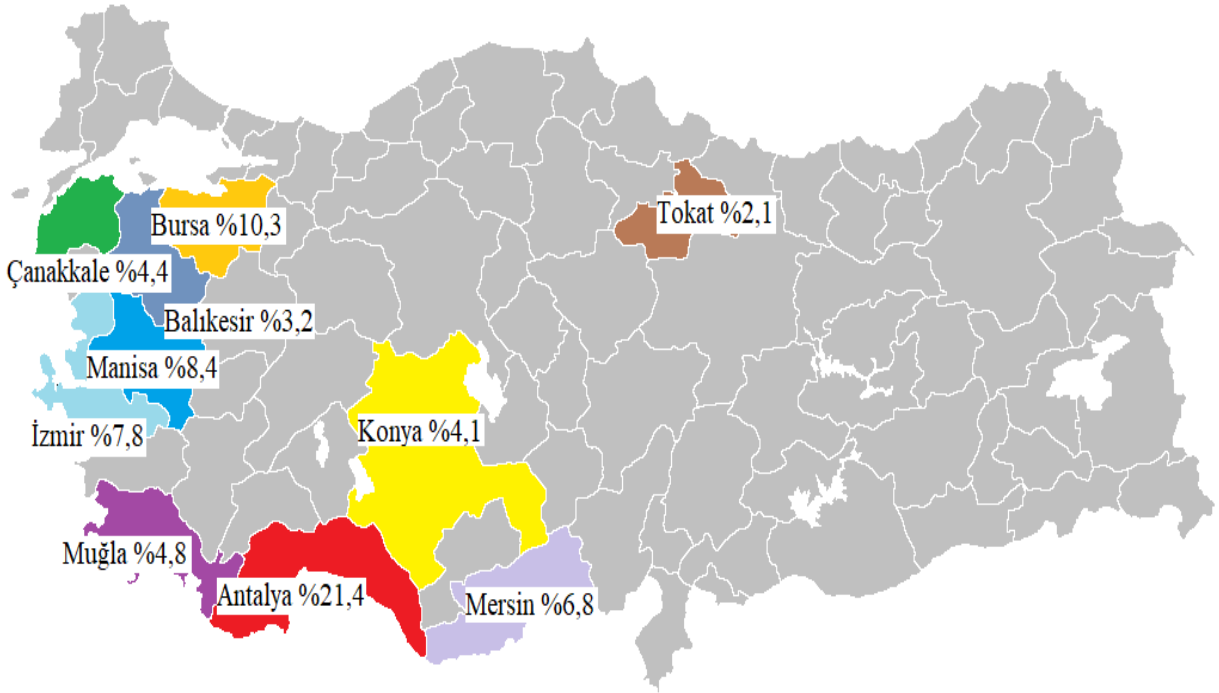 Tokat %2,1
Bursa %10,3
Çanakkale %4,4
Balıkesir %3,2
Manisa %8,4
İzmir %7,8
Konya %4,1
Muğla %4,8
Antalya %21,4
Mersin %6,8